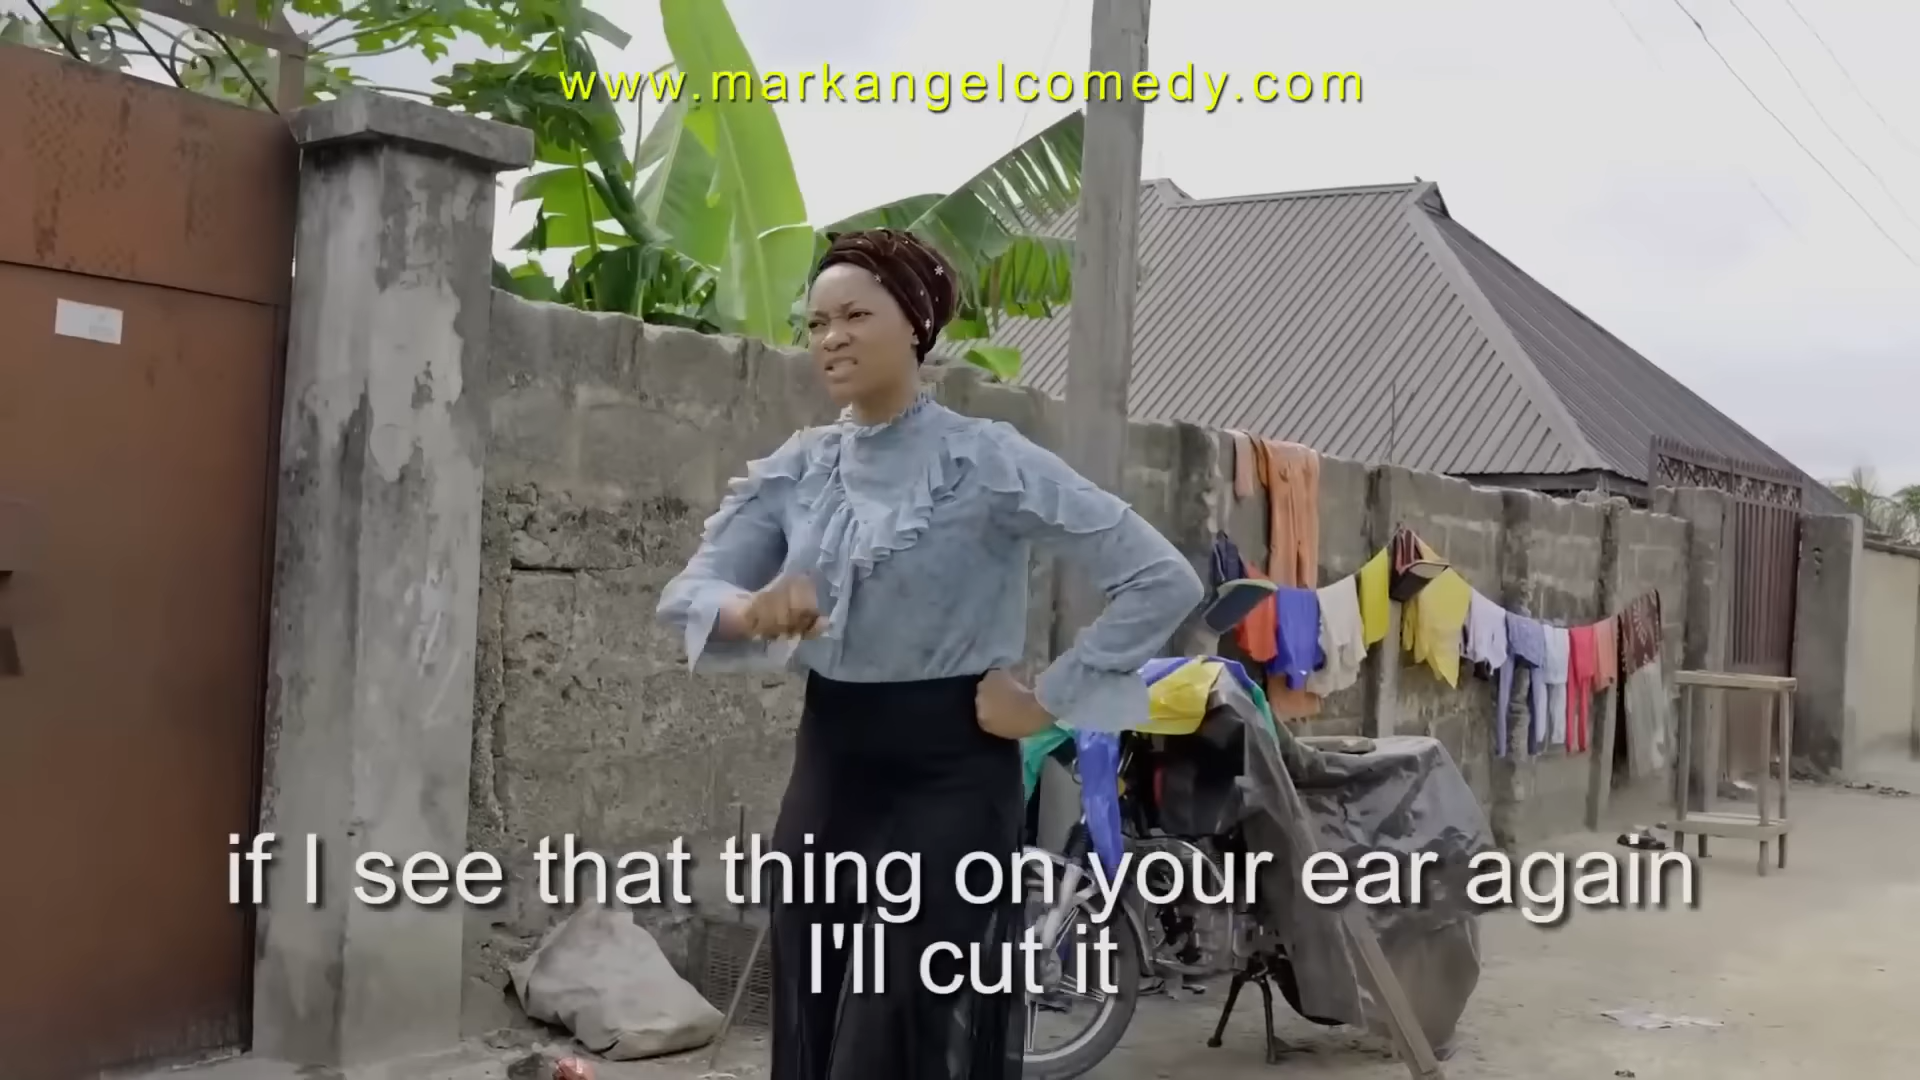 www.markangelcomedy.com
if I see that thing on your ear again
I'll cut it